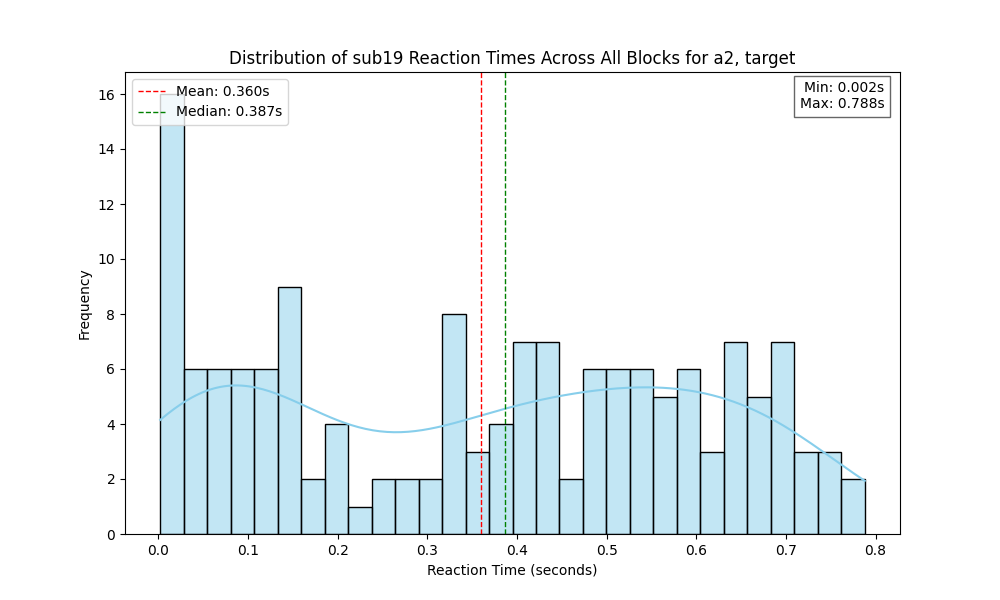 Distribution of sub19 Reaction Times Across All Blocks for a2, target
Mean: 0.360s
Median: 0.387s
Min: 0.002s
Max: 0.788s
16
14
12
10
8
6
4
2
0
Frequency
0.0 0.1 0.2 0.3 0.4 0.5 0.6 0.7 0.8
Reaction Time (seconds)